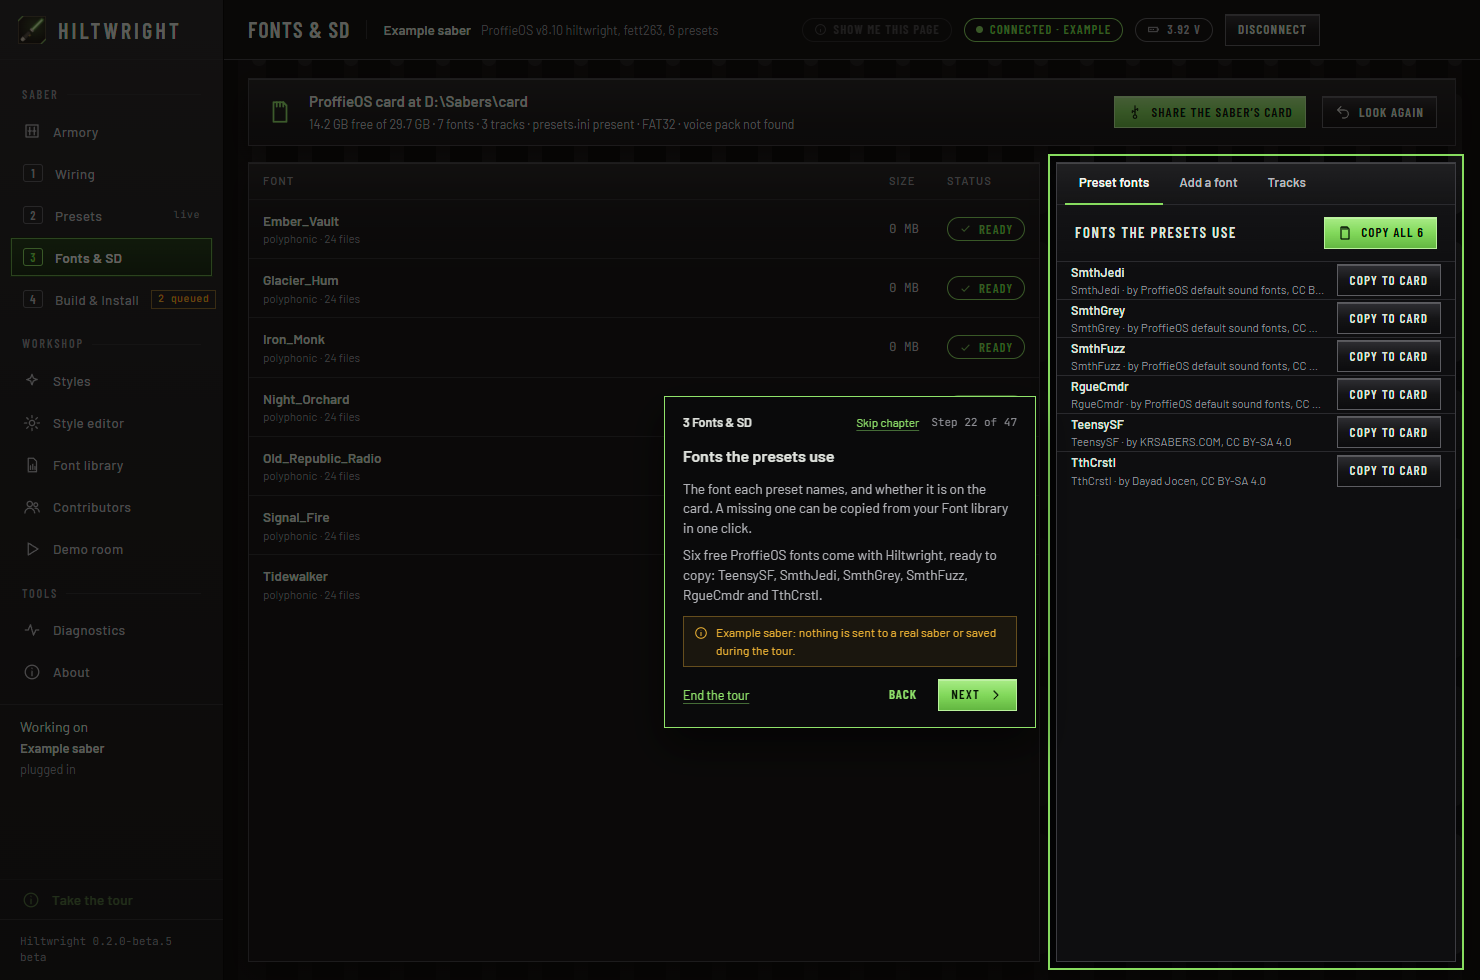 HILTWRIGHT
SABER
Armory
1 Wiring
2 Presets live
3 Fonts & SD
4 Build & Install 2 queued
WORKSHOP
Styles
Style editor
Font library
Contributors
Demo room
TOOLS
Diagnostics
About
Working on
Example saber
plugged in
Take the tour
Hiltwright 0.2.0-beta.5
beta
FONTS & SD Example saber ProffieOS v8.10 hiltwright, fett263, 6 presets SHOW ME THIS PAGE CONNECTED · EXAMPLE 3.92 V DISCONNECT
ProffieOS card at D:\Sabers\card
14.2 GB free of 29.7 GB · 7 fonts · 3 tracks · presets.ini present · FAT32 · voice pack not found
SHARE THE SABER'S CARD LOOK AGAIN
FONT SIZE STATUS
Ember_Vault
polyphonic · 24 files
0 MB READY
Glacier_Hum
polyphonic · 24 files
0 MB READY
Iron_Monk
polyphonic · 24 files
0 MB READY
Night_Orchard
polyphonic · 24 files
Old_Republic_Radio
polyphonic · 24 files
Signal_Fire
polyphonic · 24 files
Tidewalker
polyphonic · 24 files
3 Fonts & SD Skip chapter Step 22 of 47
Fonts the presets use
The font each preset names, and whether it is on the
card. A missing one can be copied from your Font library
in one click.
Six free ProffieOS fonts come with Hiltwright, ready to
copy: TeensySF, SmthJedi, SmthGrey, SmthFuzz,
RgueCmdr and TthCrstl.
Example saber: nothing is sent to a real saber or saved
during the tour.
End the tour BACK NEXT
Preset fonts Add a font Tracks
FONTS THE PRESETS USE COPY ALL 6
SmthJedi
SmthJedi · by ProffieOS default sound fonts, CC B...
COPY TO CARD
SmthGrey
SmthGrey · by ProffieOS default sound fonts, CC ...
COPY TO CARD
SmthFuzz
SmthFuzz · by ProffieOS default sound fonts, CC ...
COPY TO CARD
RgueCmdr
RgueCmdr · by ProffieOS default sound fonts, CC ...
COPY TO CARD
TeensySF
TeensySF · by KRSABERS.COM, CC BY-SA 4.0
COPY TO CARD
TthCrstl
TthCrstl · by Dayad Jocen, CC BY-SA 4.0
COPY TO CARD